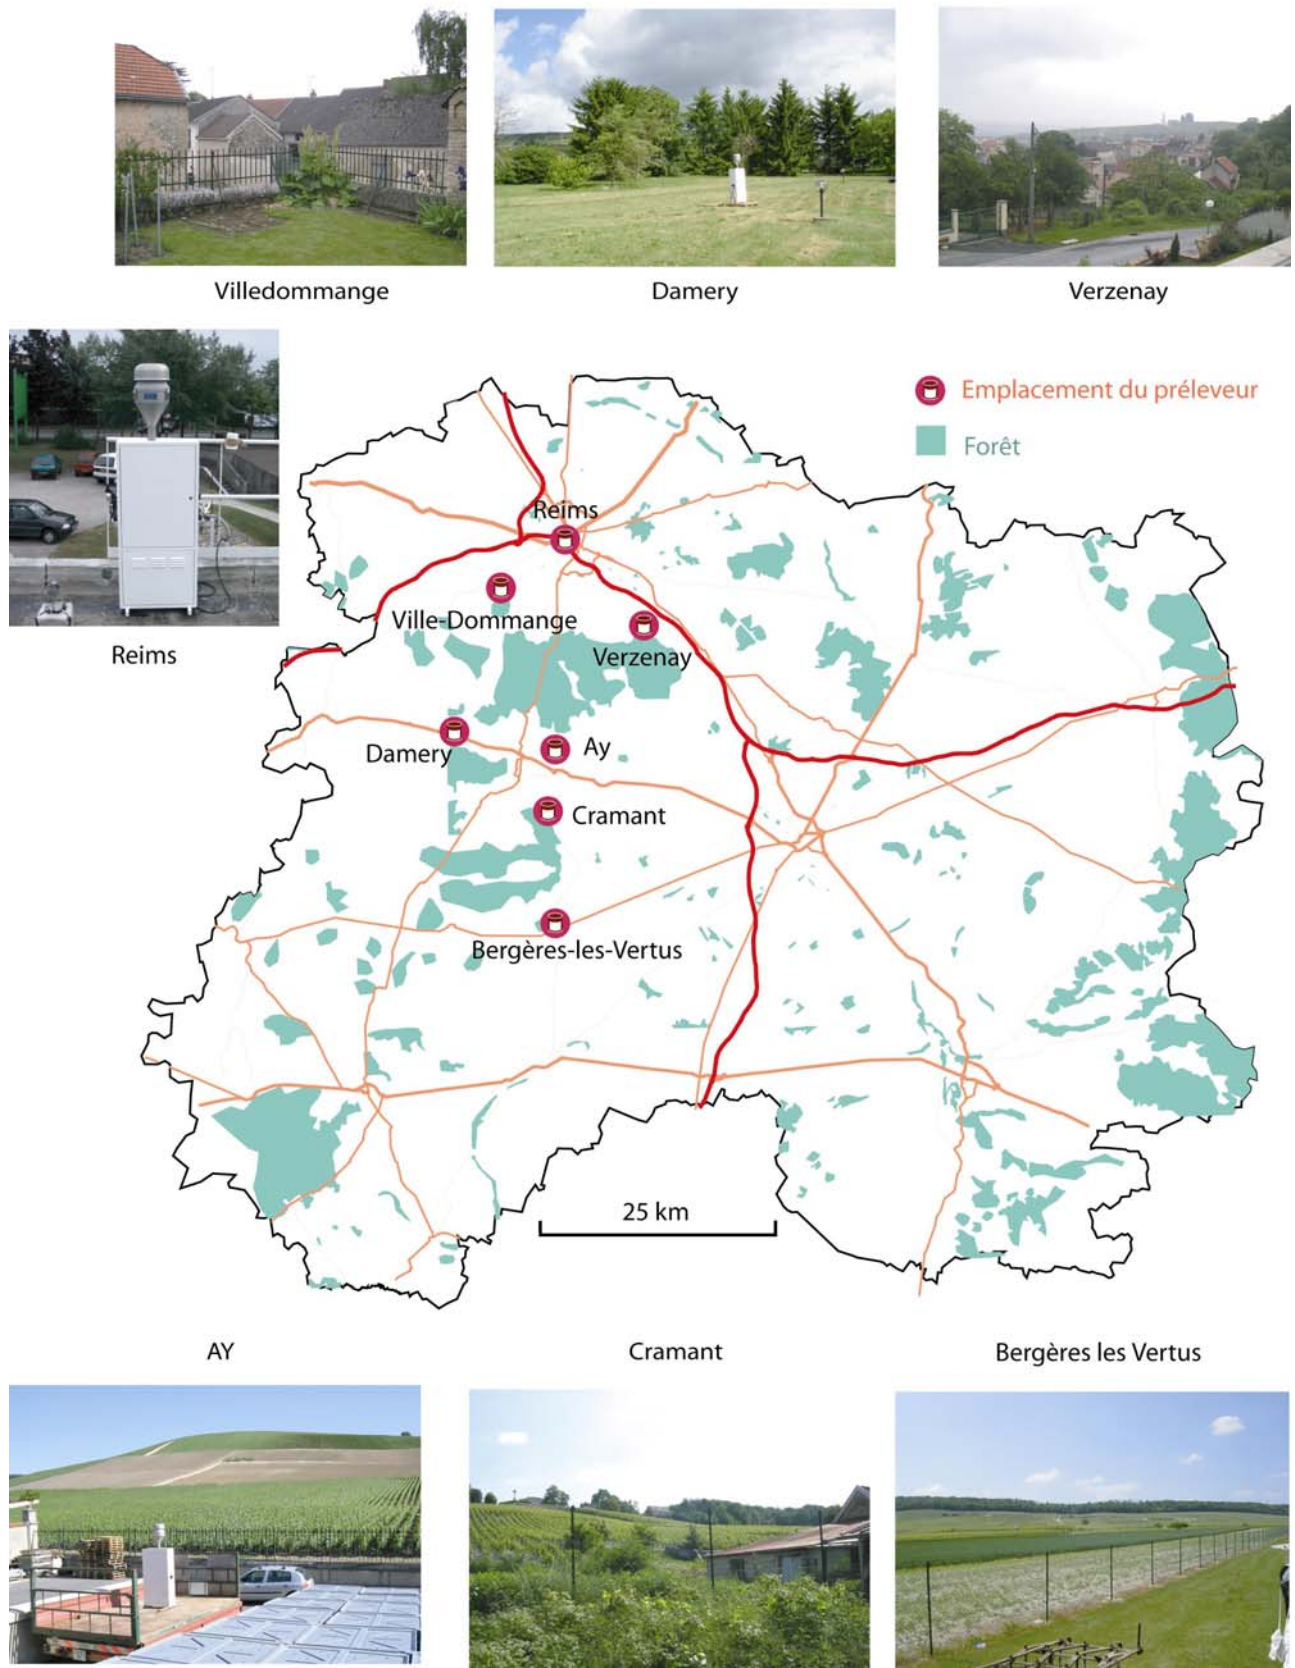 Villedommange
Damery
Verzenay
Emplacement du préleveur
Forêt
Reims
Reims
Ville-Dommange
Verzenay
Damery
Ay
Cramant
Bergères-les-Vertus
25 km
AY
Cramant
Bergère les Vertus